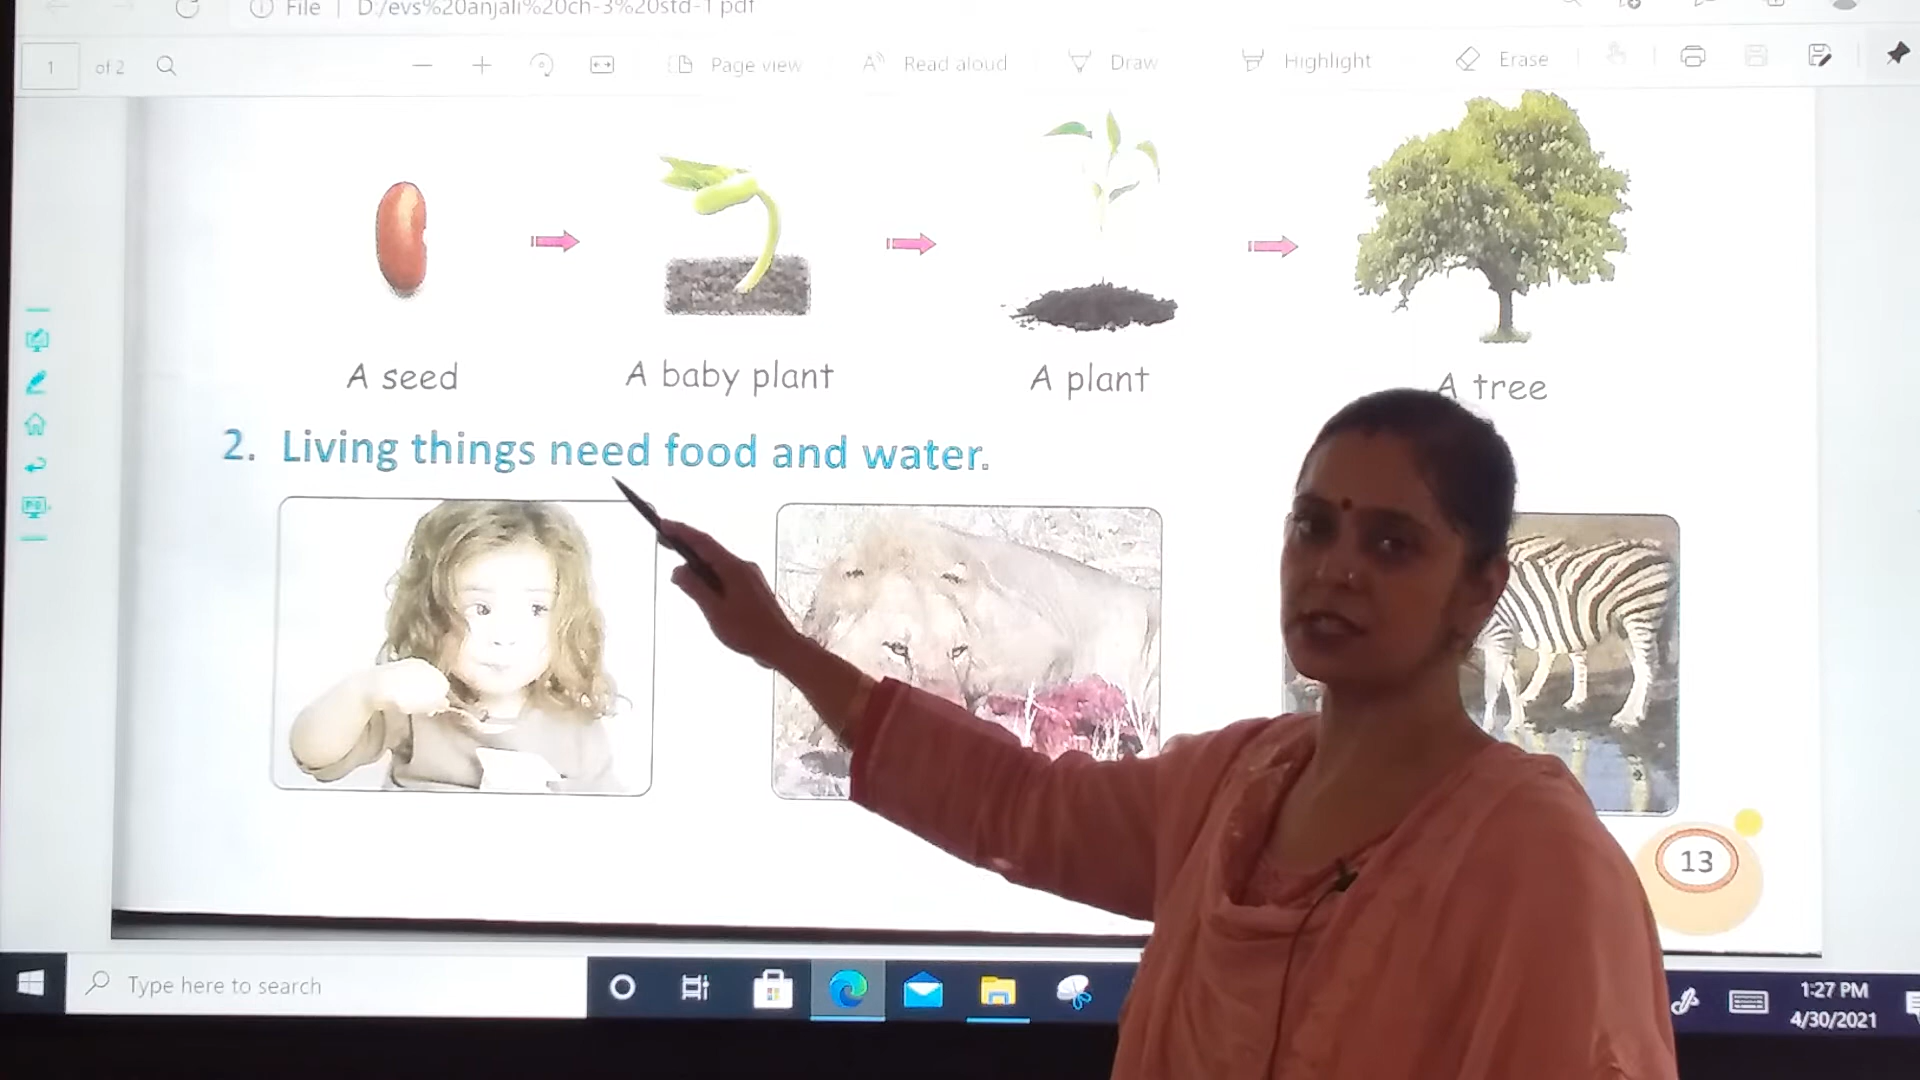 File | D:/evs%20anjali%20ch-3%20std-1.pdf
1 of 2 Page view Read aloud Draw Highlight Erase
A seed A baby plant A plant A tree
2. Living things need food and water.
13
Type here to search
1:27 PM
4/30/2021